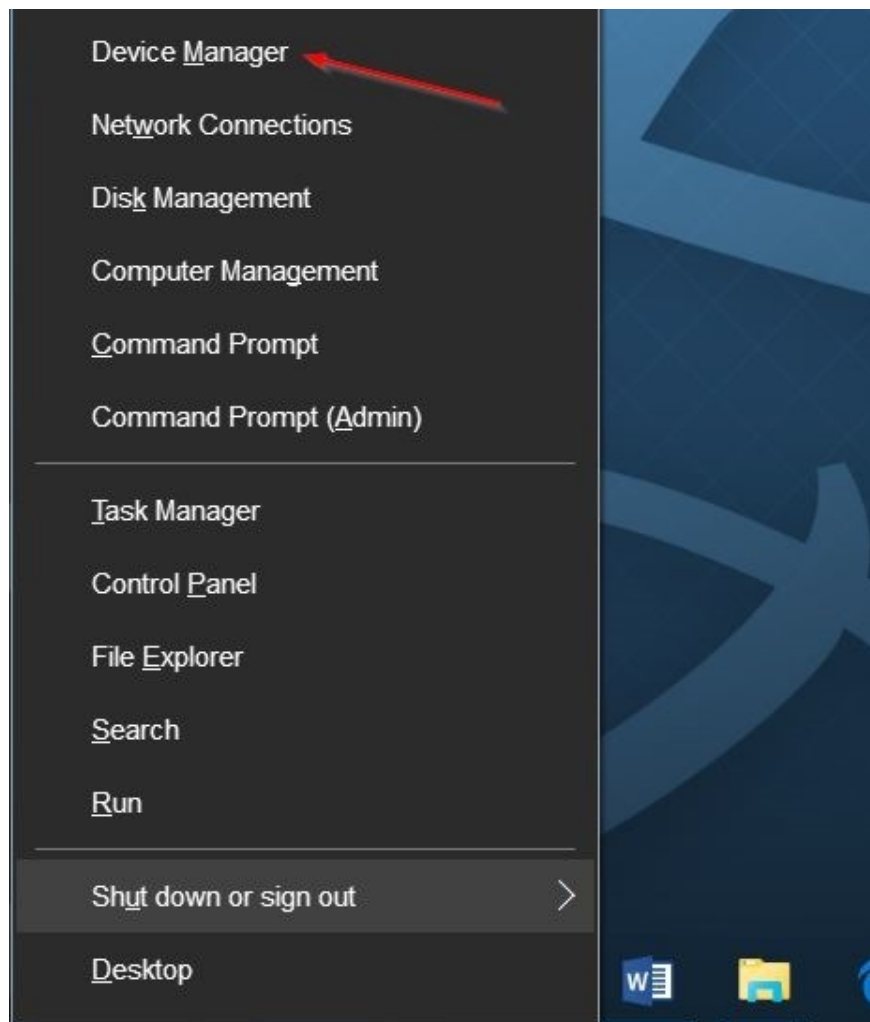 Device Manager
Network Connections
Disk Management
Computer Management
Command Prompt
Command Prompt (Admin)
Task Manager
Control Panel
File Explorer
Search
Run
Shut down or sign out
Desktop
W